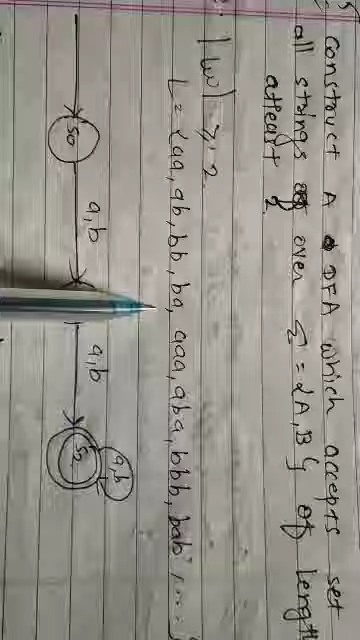 construct A DFA which accepts set
all strings over Σ = {A,B} of length
atleast 2.
|w| ≥ 2
L = {aa, ab, bb, ba, aaa, aba, bbb, bab, ...
S0 a,b a,b S2 a,b